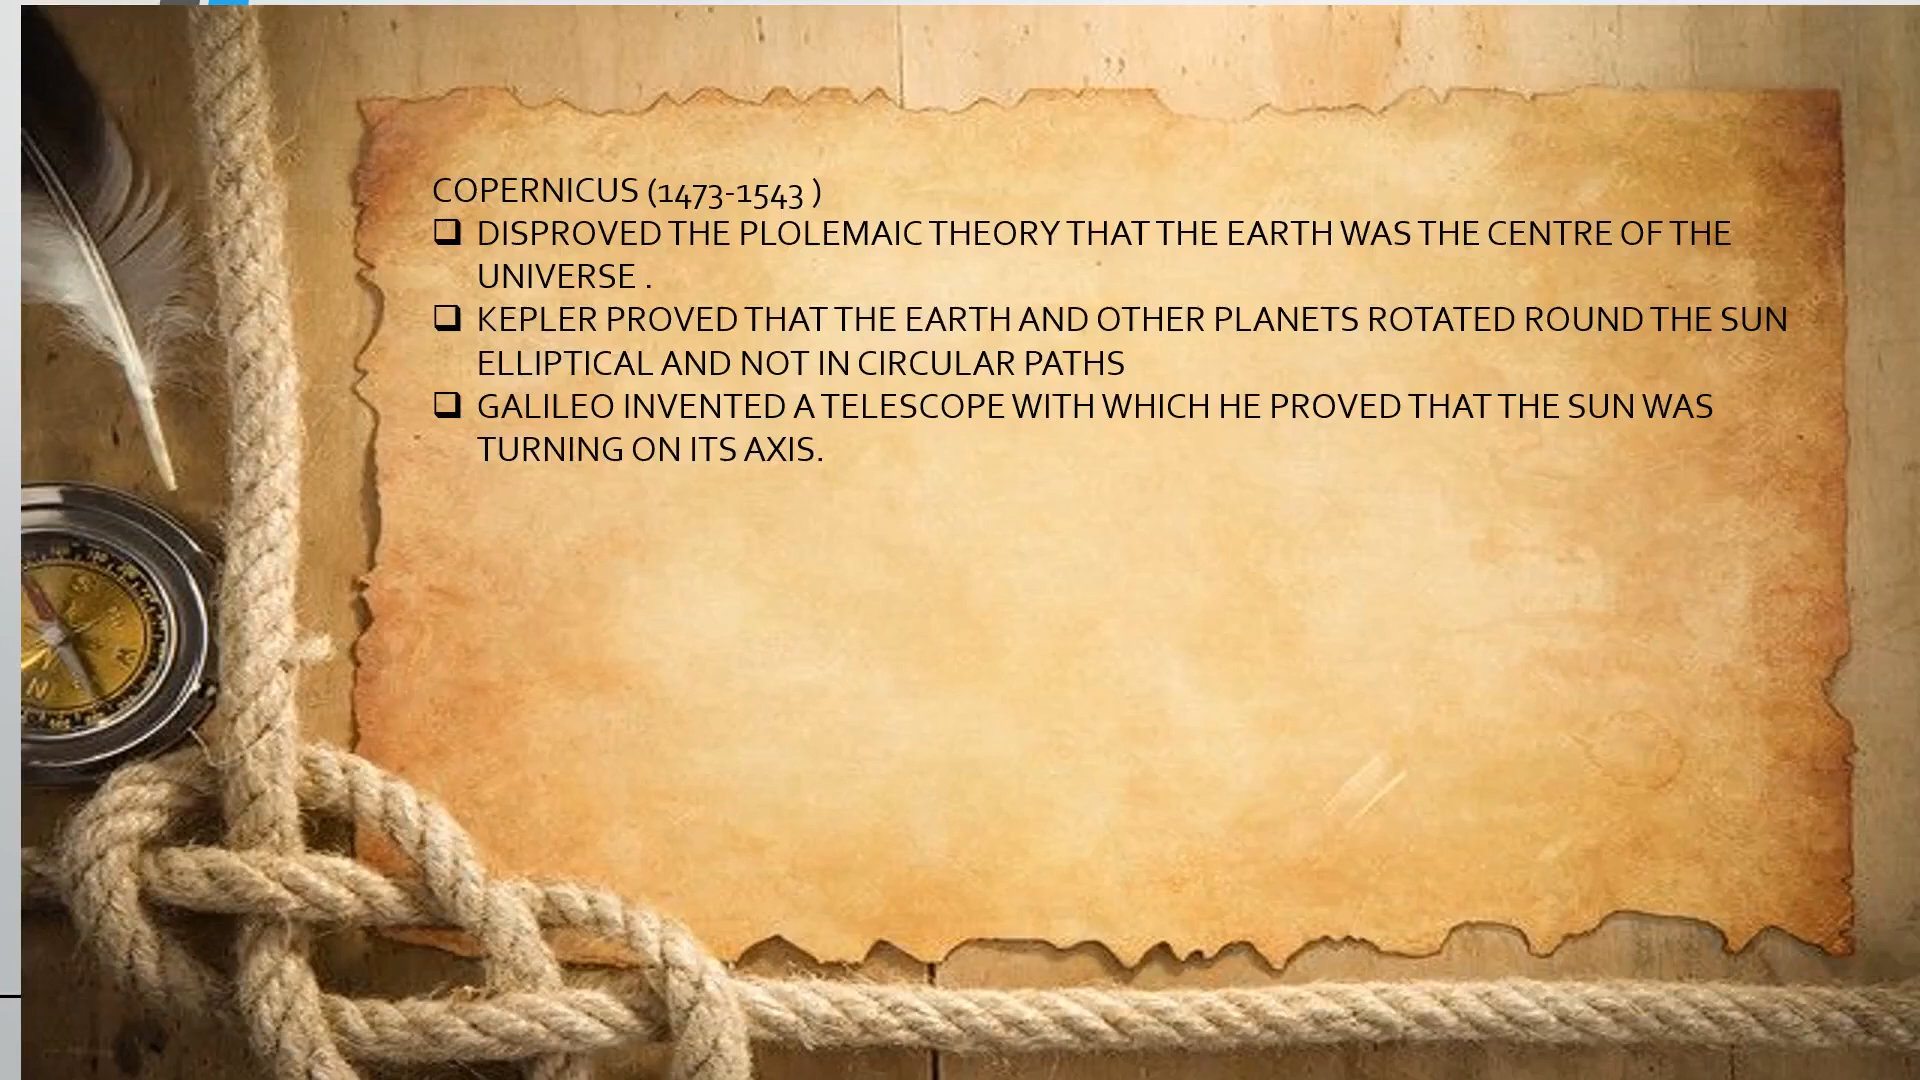 COPERNICUS (1473-1543 )
❑ DISPROVED THE PLOLEMAIC THEORY THAT THE EARTH WAS THE CENTRE OF THE
UNIVERSE .
❑ KEPLER PROVED THAT THE EARTH AND OTHER PLANETS ROTATED ROUND THE SUN
ELLIPTICAL AND NOT IN CIRCULAR PATHS
❑ GALILEO INVENTED A TELESCOPE WITH WHICH HE PROVED THAT THE SUN WAS
TURNING ON ITS AXIS.
N